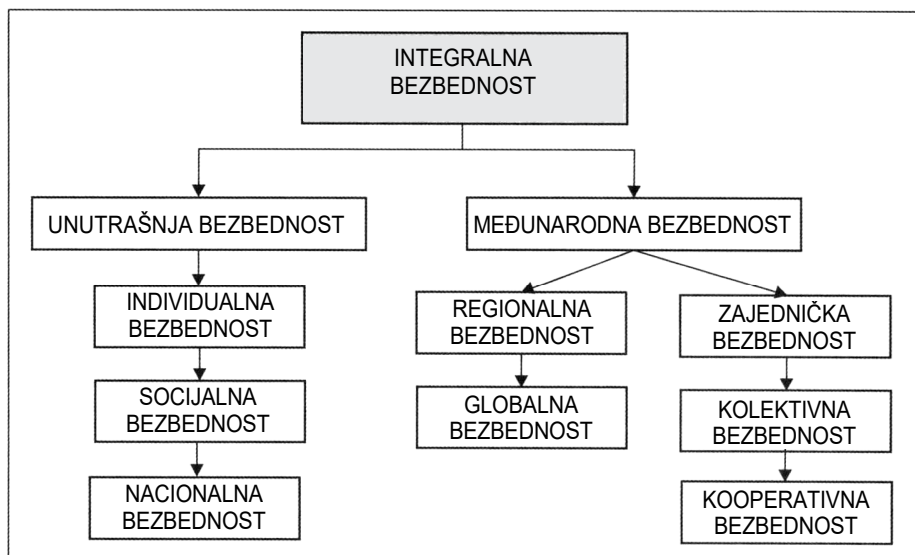 INTEGRALNA
BEZBEDNOST
UNUTRAŠNJA BEZBEDNOST
MEĐUNARODNA BEZBEDNOST
INDIVIDUALNA
BEZBEDNOST
SOCIJALNA
BEZBEDNOST
NACIONALNA
BEZBEDNOST
REGIONALNA
BEZBEDNOST
GLOBALNA
BEZBEDNOST
ZAJEDNIČKA
BEZBEDNOST
KOLEKTIVNA
BEZBEDNOST
KOOPERATIVNA
BEZBEDNOST